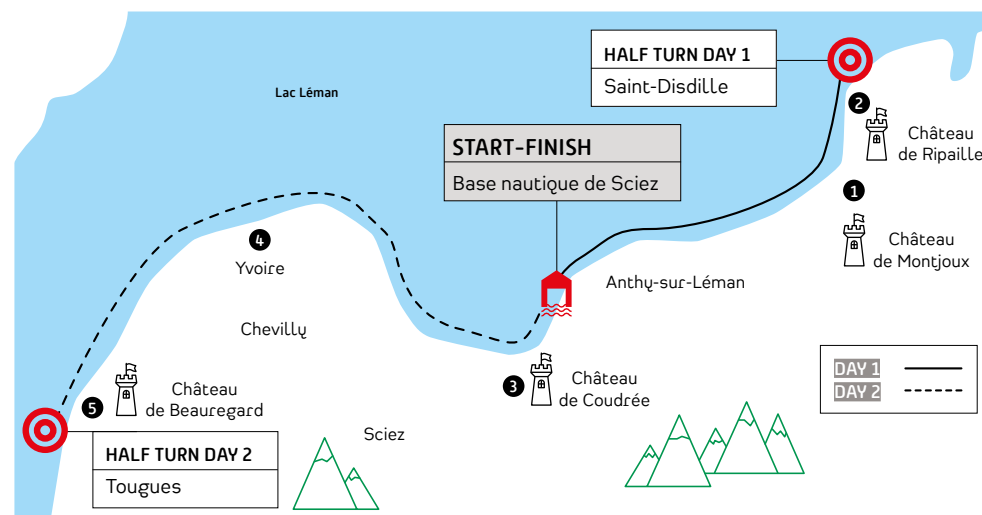 HALF TURN DAY 1
Saint-Disdille
Lac Léman
2
Château
de Ripaille
START-FINISH
Base nautique de Sciez
1
Château
de Montjoux
4
Yvoire
Anthy-sur-Léman
Chevilly
DAY 1
DAY 2
3
Château
de Coudrée
5
Château
de Beauregard
Sciez
HALF TURN DAY 2
Tougues